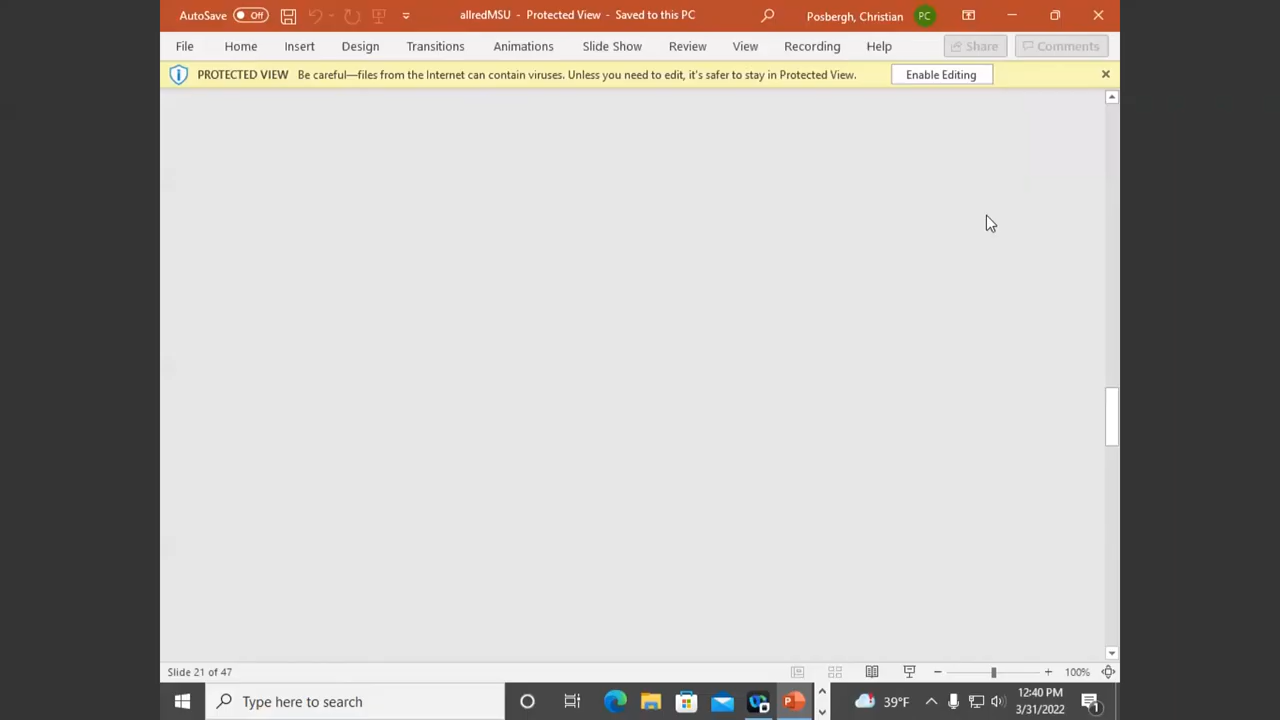 AutoSave Off allredMSU - Protected View - Saved to this PC Posbergh, Christian PC
File Home Insert Design Transitions Animations Slide Show Review View Recording Help Share Comments
PROTECTED VIEW Be careful—files from the Internet can contain viruses. Unless you need to edit, it's safer to stay in Protected View. Enable Editing
Slide 21 of 47 100%
Type here to search 39°F 12:40 PM
3/31/2022 1